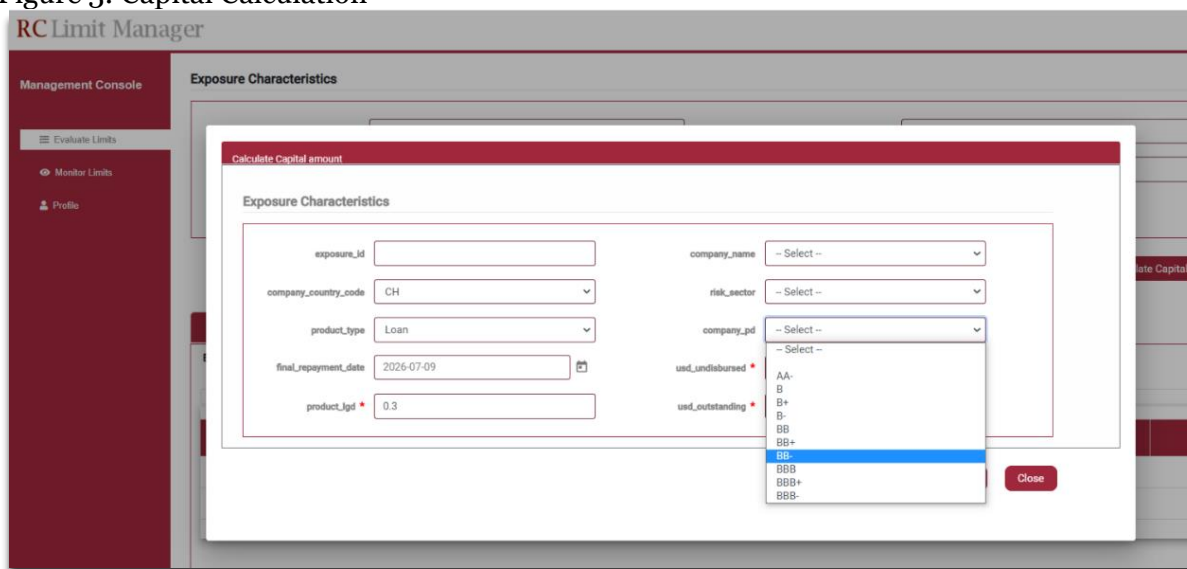 Figure 3. Capital Calculation
RC Limit Manager
Management Console
Exposure Characteristics
Evaluate Limits
Monitor Limits
Profile
Calculate Capital amount
Exposure Characteristics
exposure_id
company_name -- Select --
company_country_code CH
risk_sector -- Select --
product_type Loan
company_pd -- Select --
final_repayment_date 2026-07-09
usd_undisbursed *
product_lgd * 0.3
usd_outstanding *
-- Select --
AA-
B
B+
B-
BB
BB+
BB-
BBB
BBB+
BBB-
Close
late Capital